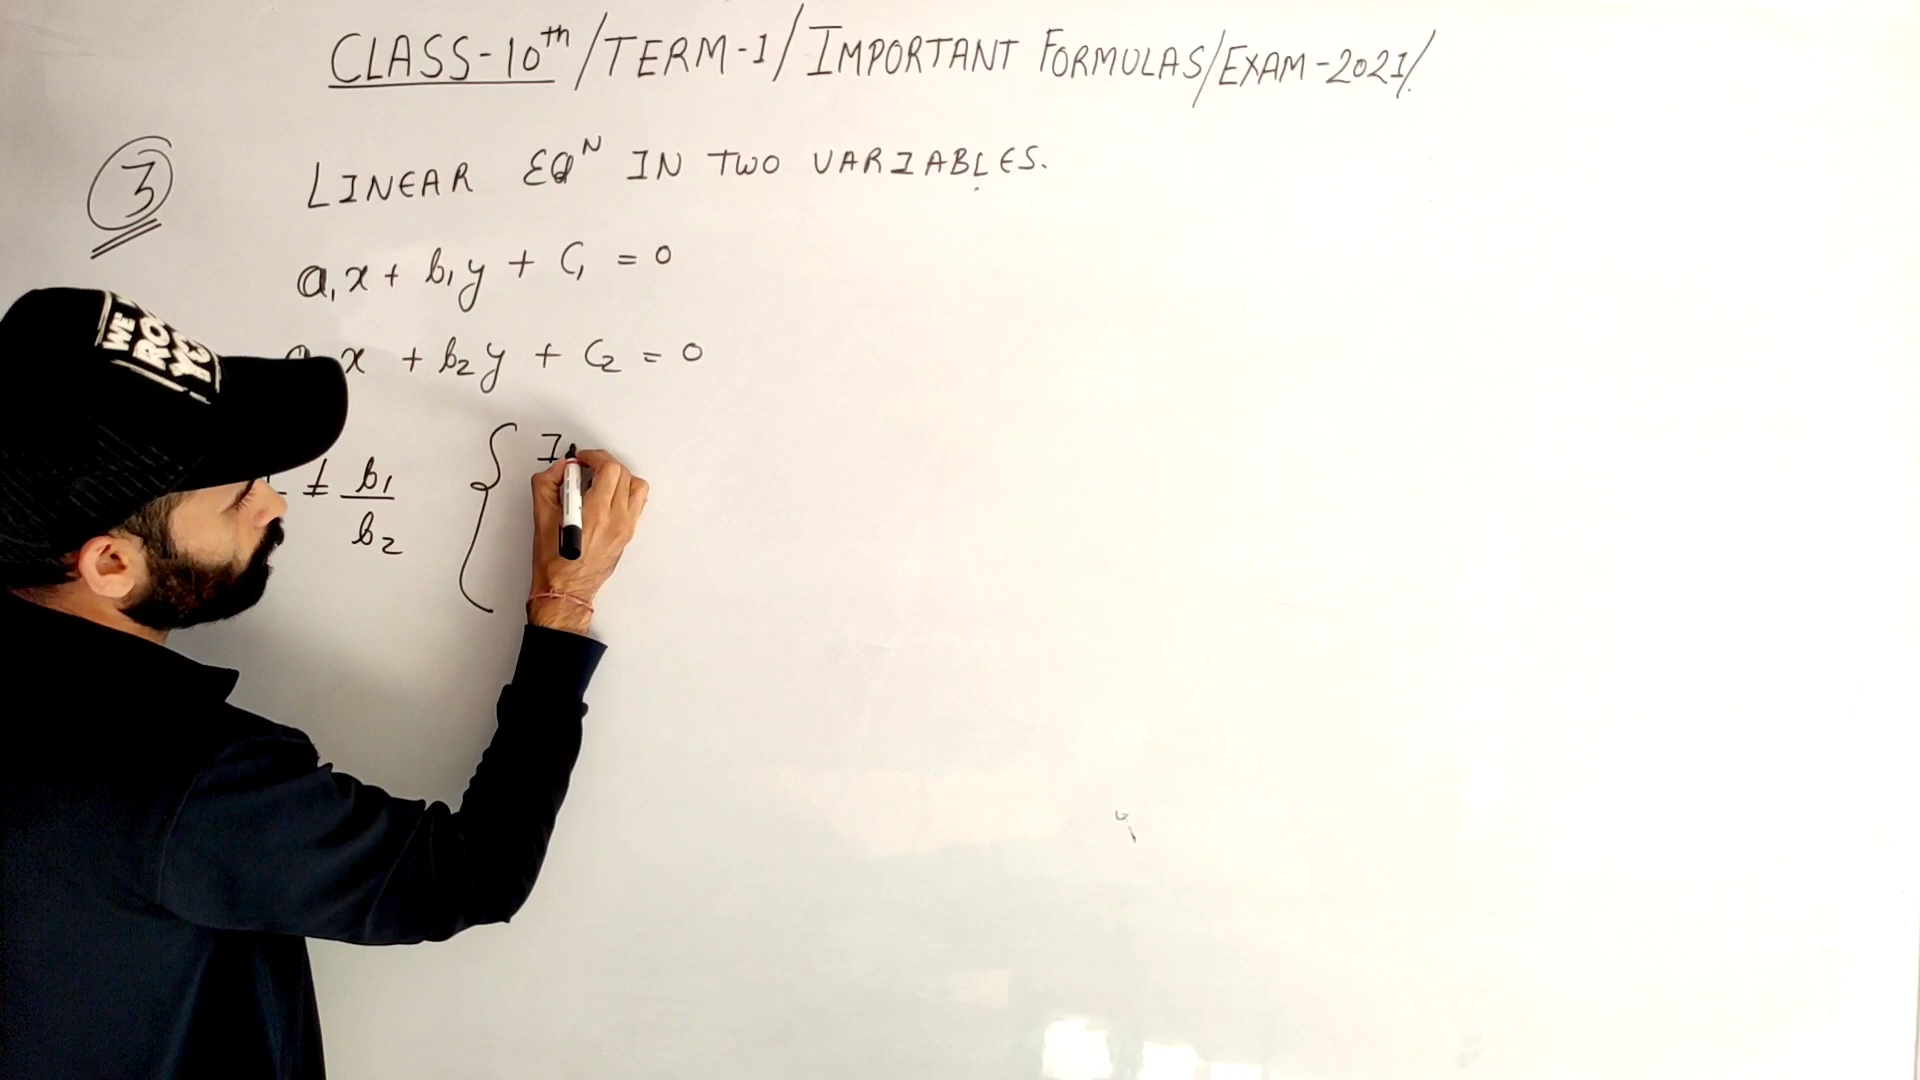 CLASS-10th/TERM-1/IMPORTANT FORMULAS/EXAM-2021/
3
LINEAR EQN IN TWO VARIABLES.
a₁x + b₁y + C₁ = 0
x + b₂y + C₂ = 0
≠ b₁/b₂ {
WE